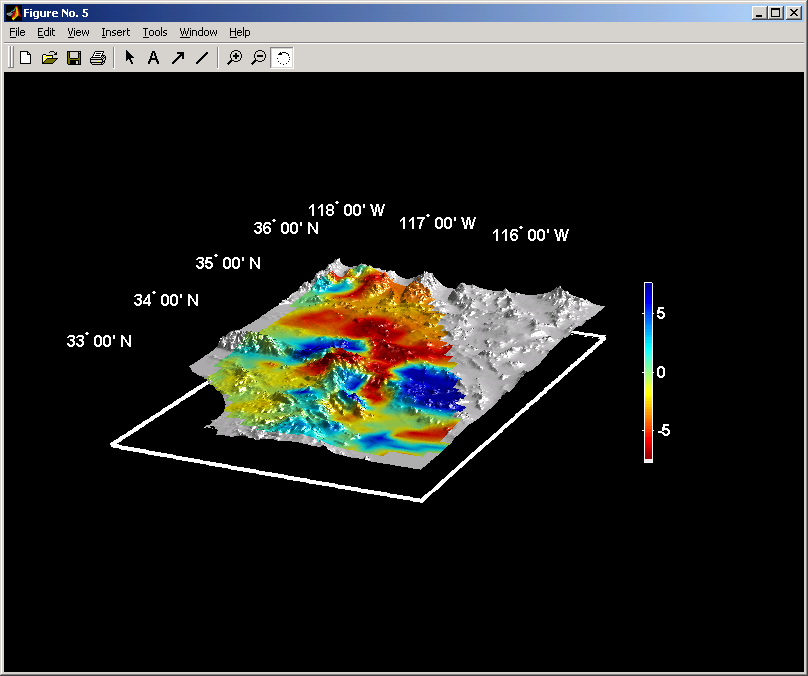 Figure No. 5
File Edit View Insert Tools Window Help
A
118° 00' W
117° 00' W
116° 00' W
36° 00' N
35° 00' N
34° 00' N
33° 00' N
5
0
-5